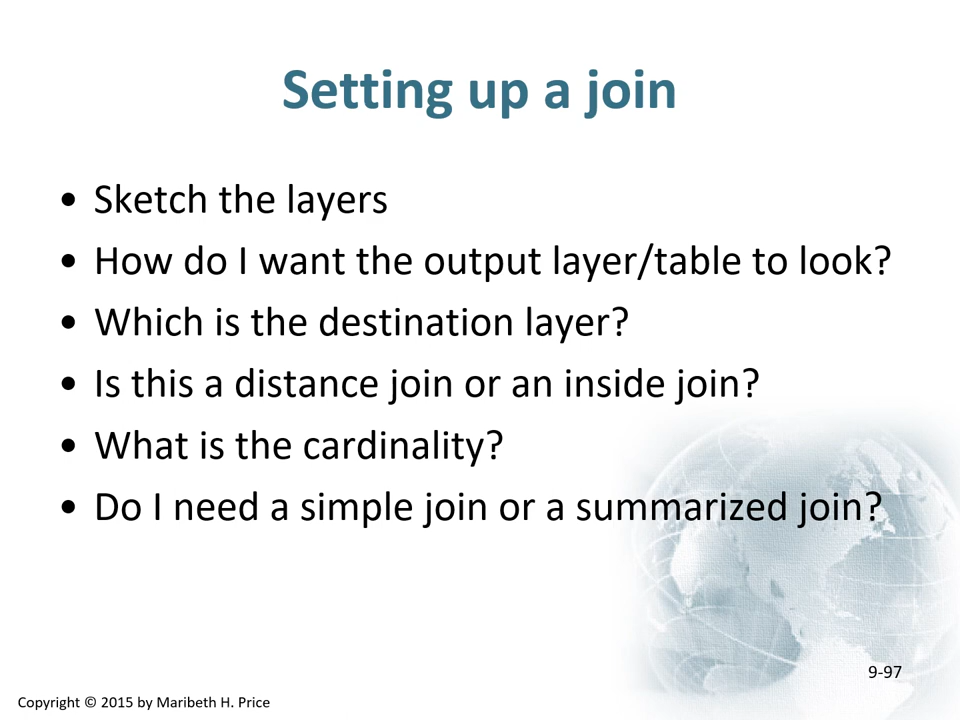 Setting up a join
• Sketch the layers
• How do I want the output layer/table to look?
• Which is the destination layer?
• Is this a distance join or an inside join?
• What is the cardinality?
• Do I need a simple join or a summarized join?
9-97
Copyright © 2015 by Maribeth H. Price